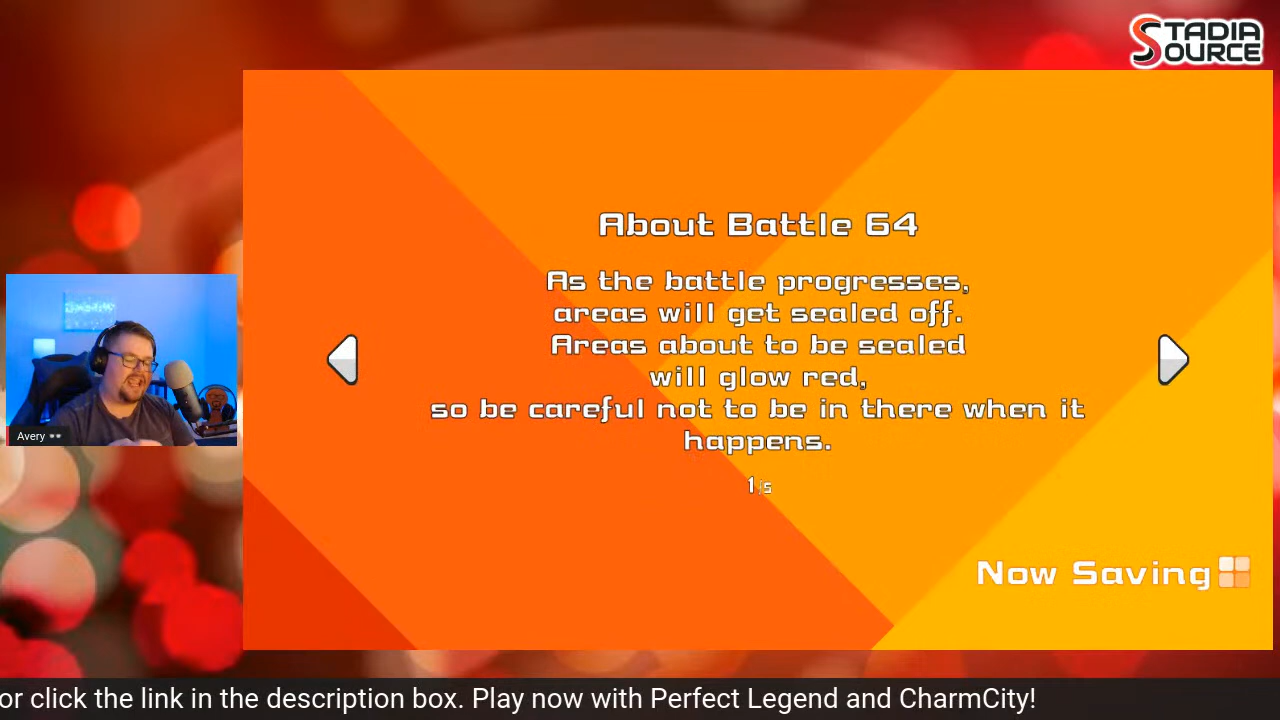 STADIA
SOURCE
About Battle 64
As the battle progresses,
areas will get sealed off.
Areas about to be sealed
will glow red,
so be careful not to be in there when it
happens.
1/5
Avery
Now Saving
or click the link in the description box. Play now with Perfect Legend and CharmCity!